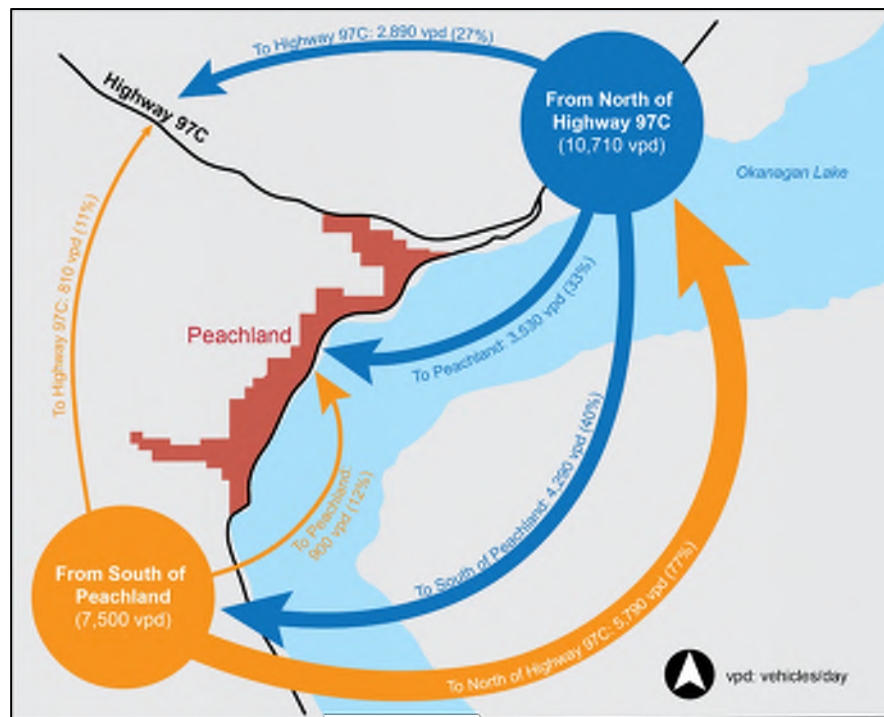 To Highway 97C: 2,890 vpd (27%)
From North of
Highway 97C
(10,710 vpd)
Highway 97C
Okanagan Lake
To Highway 97C: 810 vpd (11%)
Peachland
To Peachland: 3,530 vpd (33%)
To Peachland:
900 vpd (12%)
To South of Peachland: 4,290 vpd (40%)
From South of
Peachland
(7,500 vpd)
To North of Highway 97C: 5,790 vpd (77%)
vpd: vehicles/day